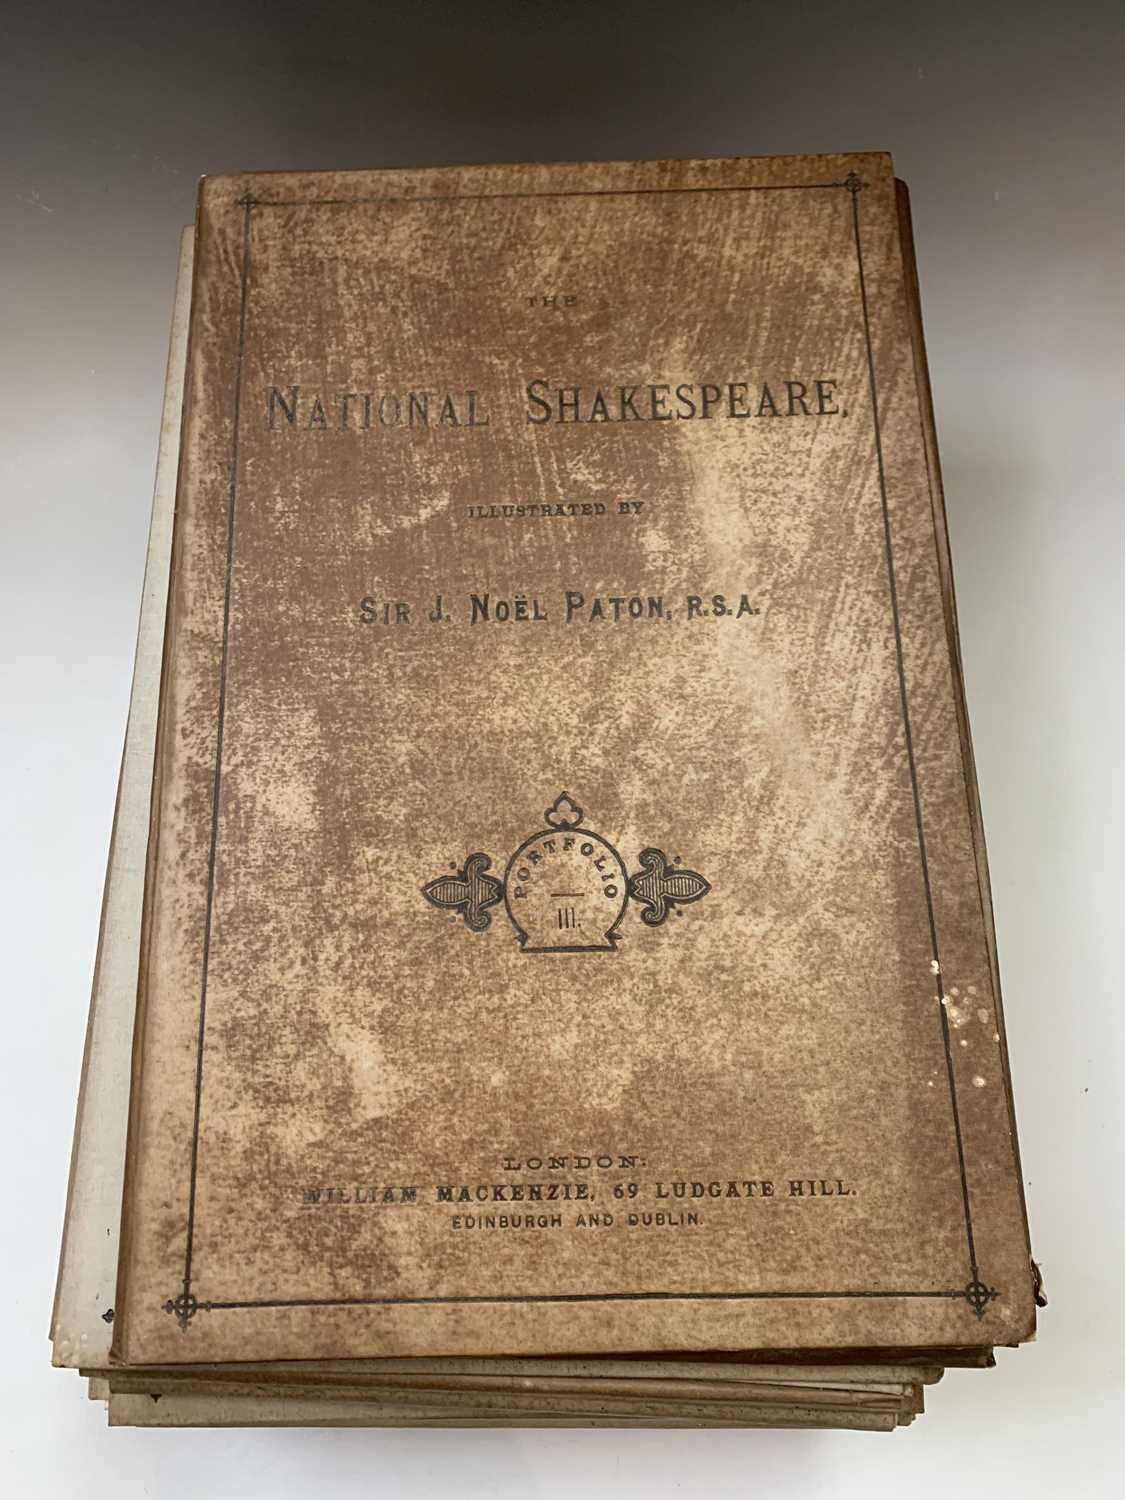 THE
NATIONAL SHAKESPEARE.
ILLUSTRATED BY
SIR J. NOËL PATON, R.S.A.
PORTFOLIO
III.
LONDON:
WILLIAM MACKENZIE, 69 LUDGATE HILL.
EDINBURGH AND DUBLIN.